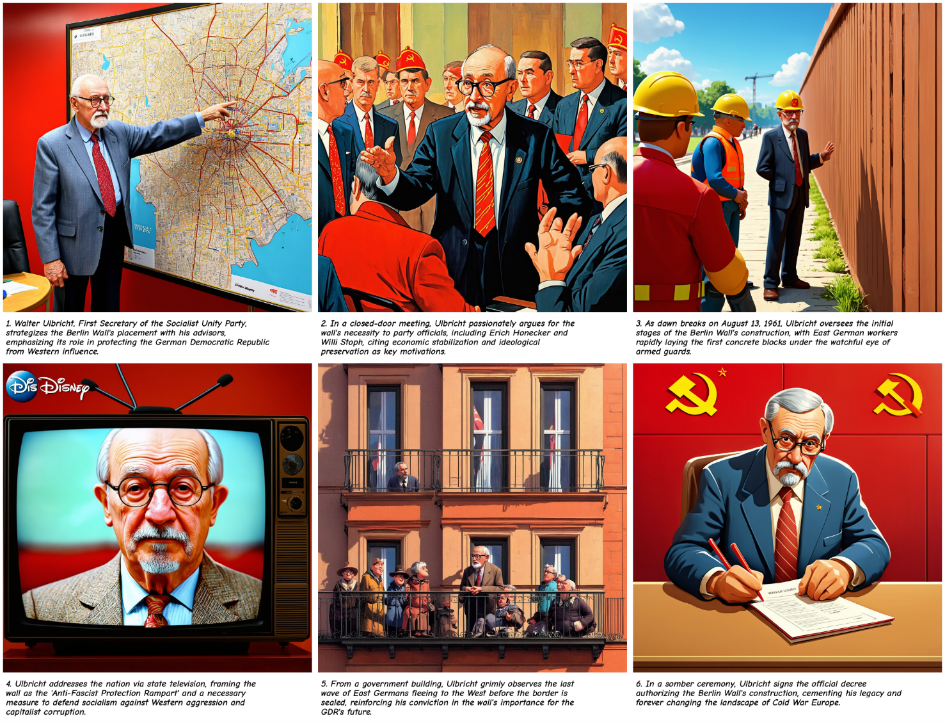 1. Walter Ulbricht, First Secretary of the Socialist Unity Party,
strategizes the Berlin Wall's placement with his advisors,
emphasizing its role in protecting the German Democratic Republic
from Western influence.
2. In a closed-door meeting, Ulbricht passionately argues for the
wall's necessity to party officials, including Erich Honecker and
Willi Stoph, citing economic stabilization and ideological
preservation as key motivations.
3. As dawn breaks on August 13, 1961, Ulbricht oversees the initial
stages of the Berlin Wall's construction, with East German workers
rapidly laying the first concrete blocks under the watchful eye of
armed guards.
Dis Disney
4. Ulbricht addresses the nation via state television, framing the
wall as the 'Anti-Fascist Protection Rampart' and a necessary
measure to defend socialism against Western aggression and
capitalist corruption.
5. From a government building, Ulbricht grimly observes the last
wave of East Germans fleeing to the West before the border is
sealed, reinforcing his conviction in the wall's importance for the
GDR's future.
6. In a somber ceremony, Ulbricht signs the official decree
authorizing the Berlin Wall's construction, cementing his legacy and
forever changing the landscape of Cold War Europe.